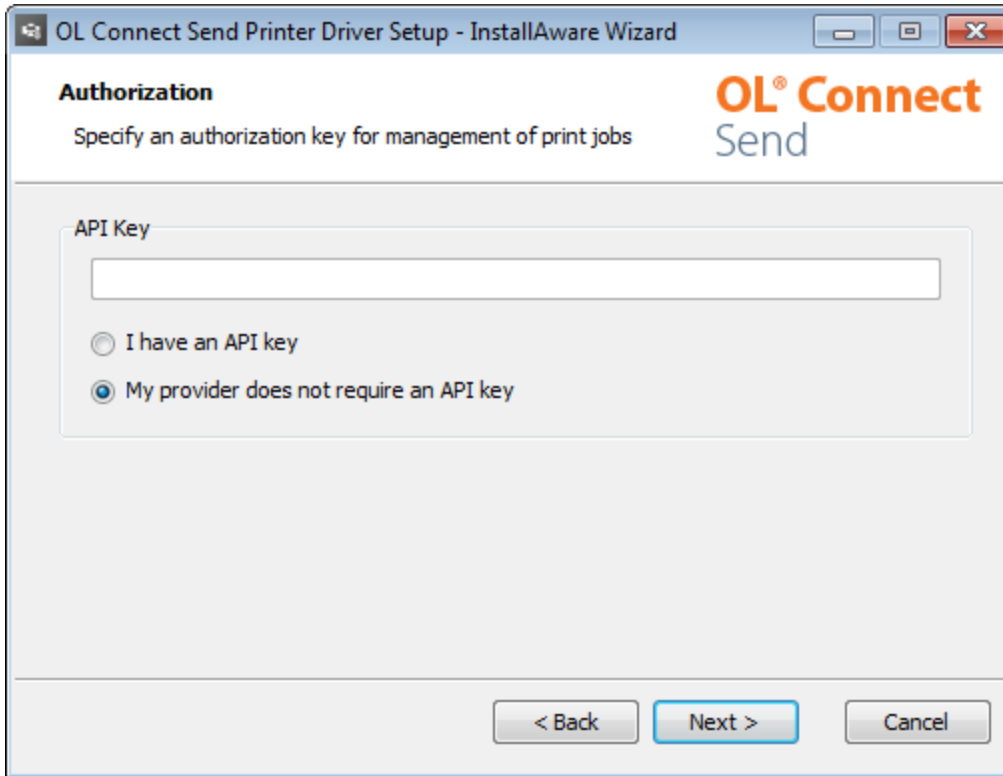 OL Connect Send Printer Driver Setup - InstallAware Wizard
Authorization
Specify an authorization key for management of print jobs
OL® Connect
Send
API Key
I have an API key
My provider does not require an API key
< Back
Next >
Cancel